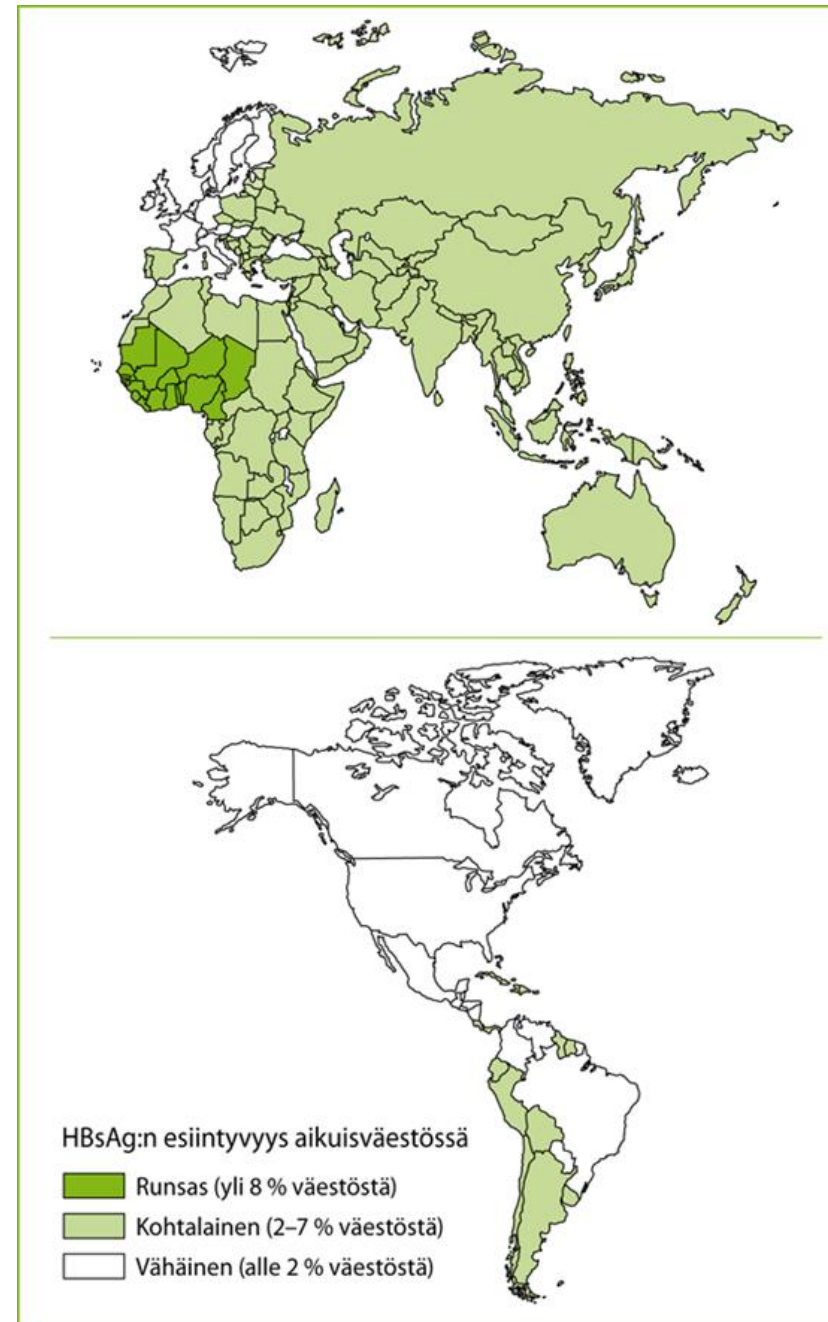 HBsAg:n esiintyvyys aikuisväestössä
Runsas (yli 8 % väestöstä)
Kohtalainen (2–7 % väestöstä)
Vähäinen (alle 2 % väestöstä)